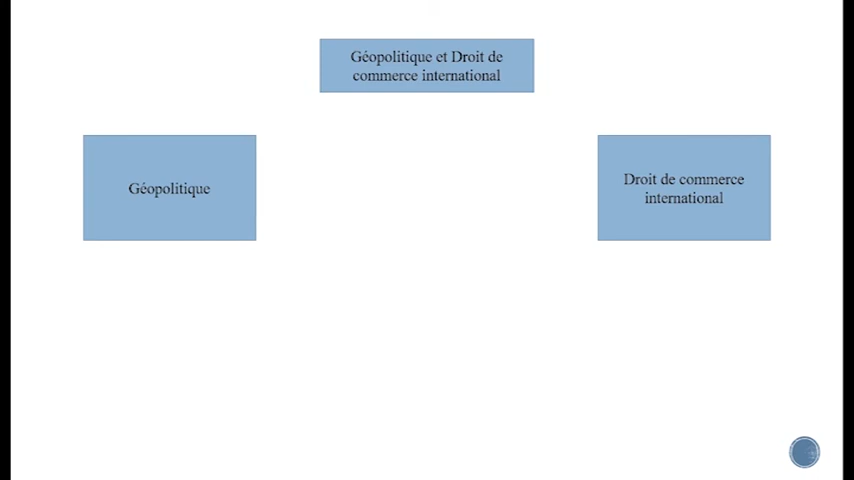 Géopolitique et Droit de
commerce international
Géopolitique
Droit de commerce
international